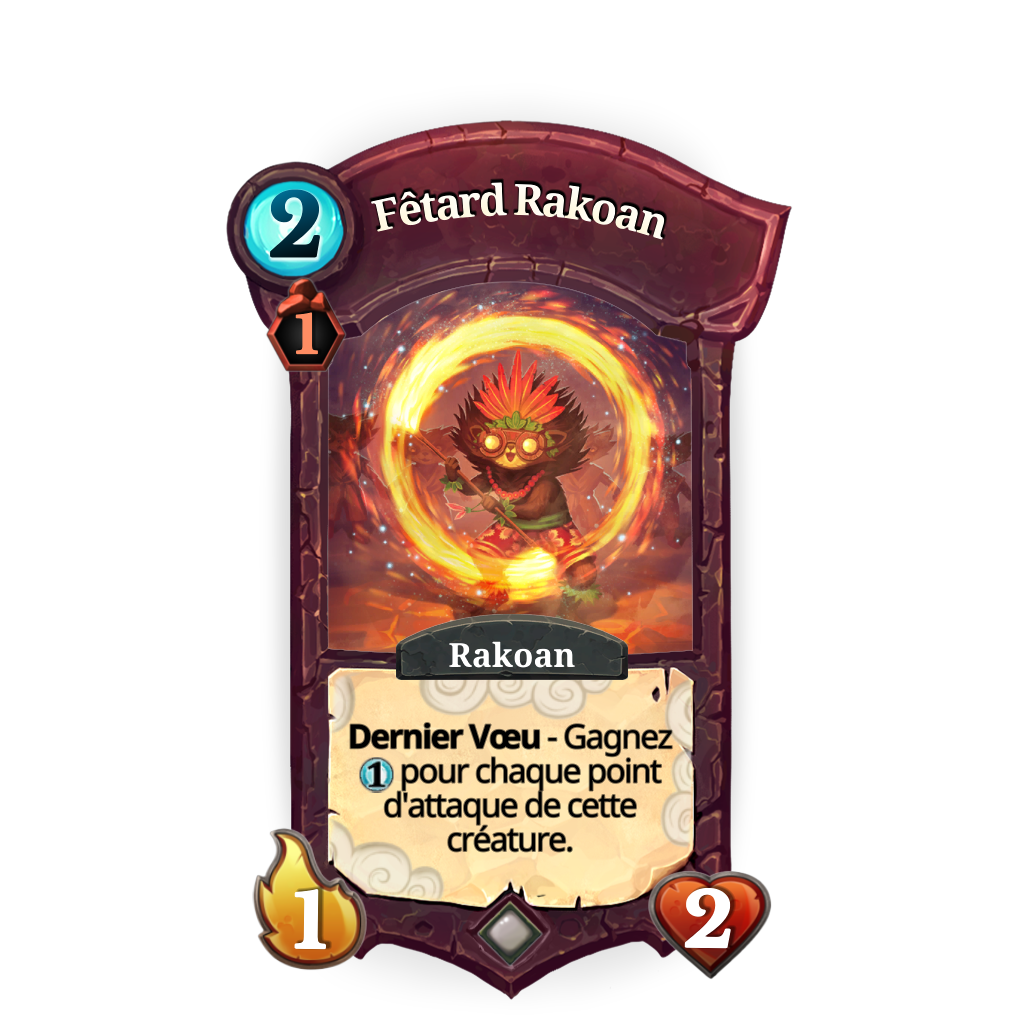 2
Fêtard Rakoan
1
Rakoan
Dernier Vœu - Gagnez
1 pour chaque point
d'attaque de cette
créature.
1
2